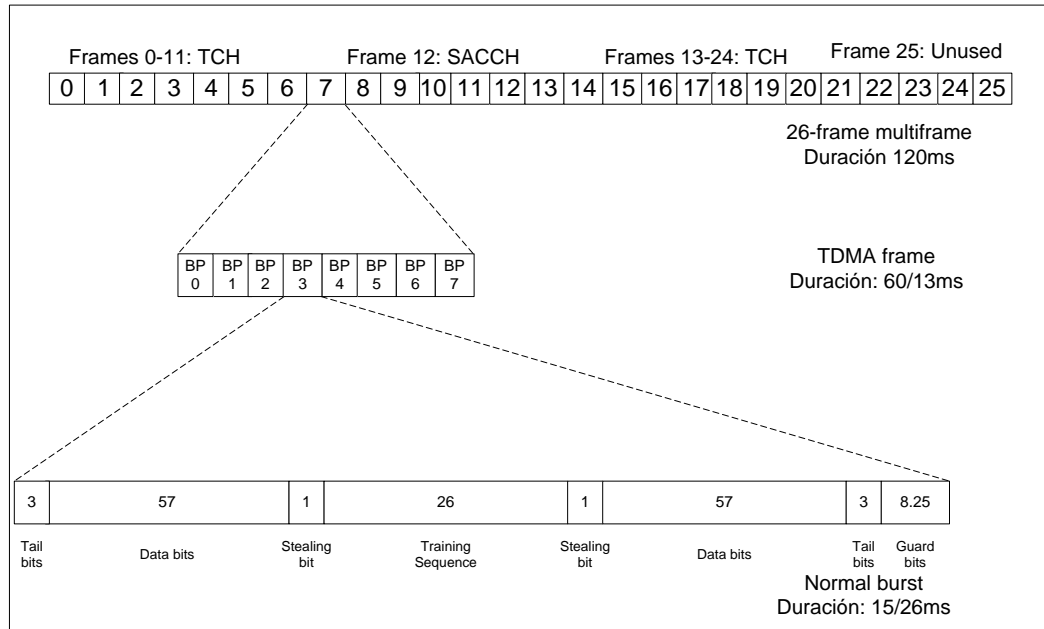 Frames 0-11: TCH Frame 12: SACCH Frames 13-24: TCH Frame 25: Unused
0 1 2 3 4 5 6 7 8 9 10 11 12 13 14 15 16 17 18 19 20 21 22 23 24 25
26-frame multiframe
Duración 120ms
BP 0 BP 1 BP 2 BP 3 BP 4 BP 5 BP 6 BP 7
TDMA frame
Duración: 60/13ms
3 57 1 26 1 57 3 8.25
Tail bits Data bits Stealing bit Training Sequence Stealing bit Data bits Tail bits Guard bits
Normal burst
Duración: 15/26ms